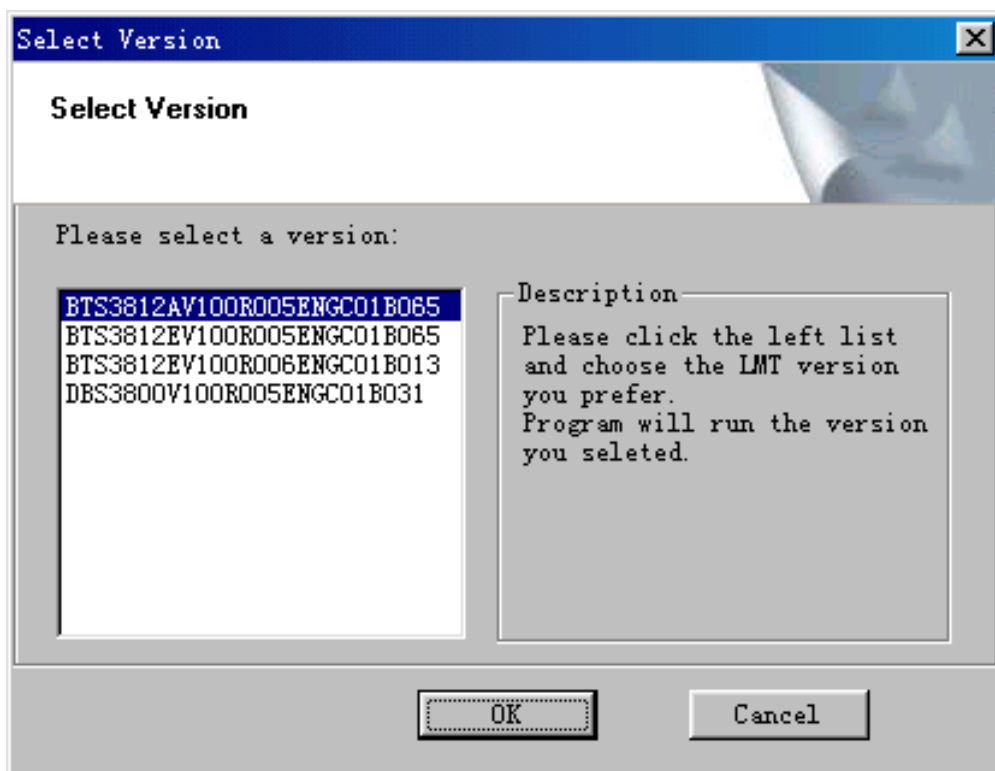 Select Version
Select Version
Please select a version:
BTS3812AV100R005ENGC01B065
BTS3812EV100R005ENGC01B065
BTS3812EV100R006ENGC01B013
DBS3800V100R005ENGC01B031
Description
Please click the left list
and choose the LMT version
you prefer.
Program will run the version
you seleted.
OK
Cancel